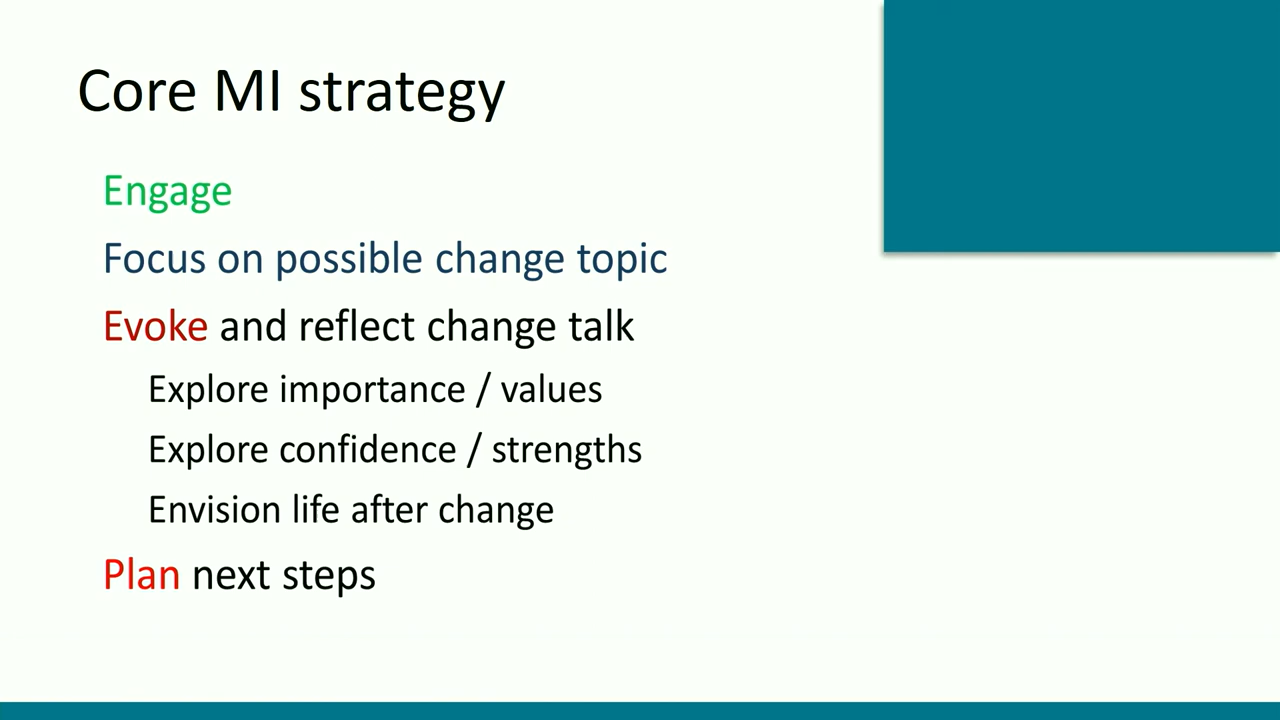 Core MI strategy
Engage
Focus on possible change topic
Evoke and reflect change talk
Explore importance / values
Explore confidence / strengths
Envision life after change
Plan next steps